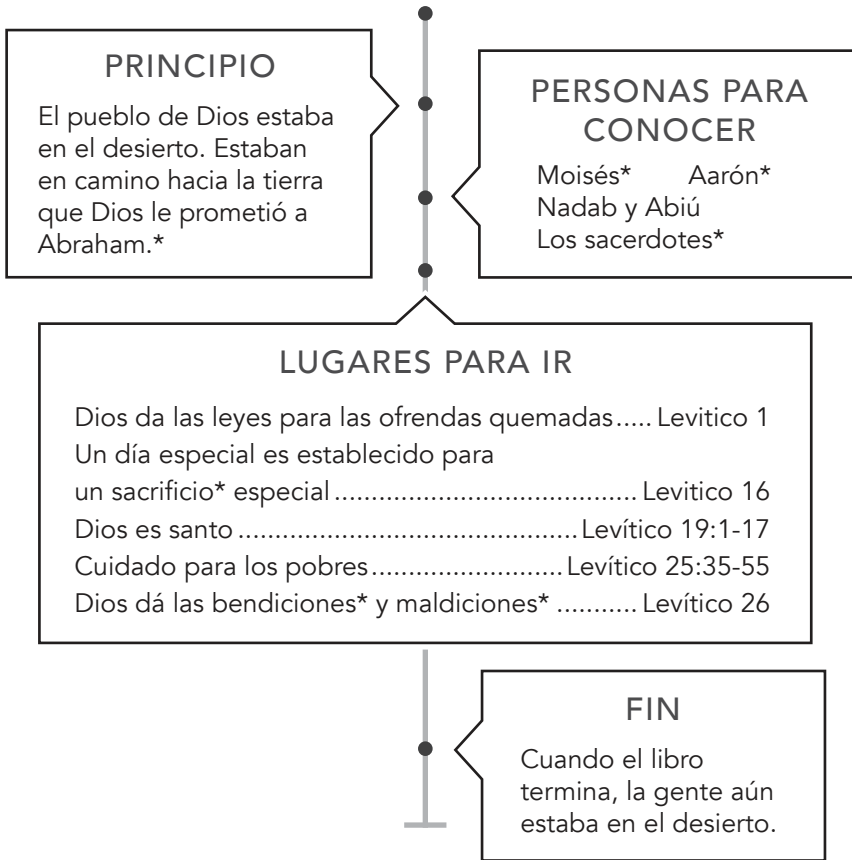 PRINCIPIO
El pueblo de Dios estaba
en el desierto. Estaban
en camino hacia la tierra
que Dios le prometió a
Abraham.*
PERSONAS PARA
CONOCER
Moisés* Aarón*
Nadab y Abiú
Los sacerdotes*
LUGARES PARA IR
Dios da las leyes para las ofrendas quemadas..... Levitico 1
Un día especial es establecido para
un sacrificio* especial ...................................... Levitico 16
Dios es santo ...........................................Levítico 19:1-17
Cuidado para los pobres.........................Levítico 25:35-55
Dios dá las bendiciones* y maldiciones* ........... Levítico 26
FIN
Cuando el libro
termina, la gente aún
estaba en el desierto.